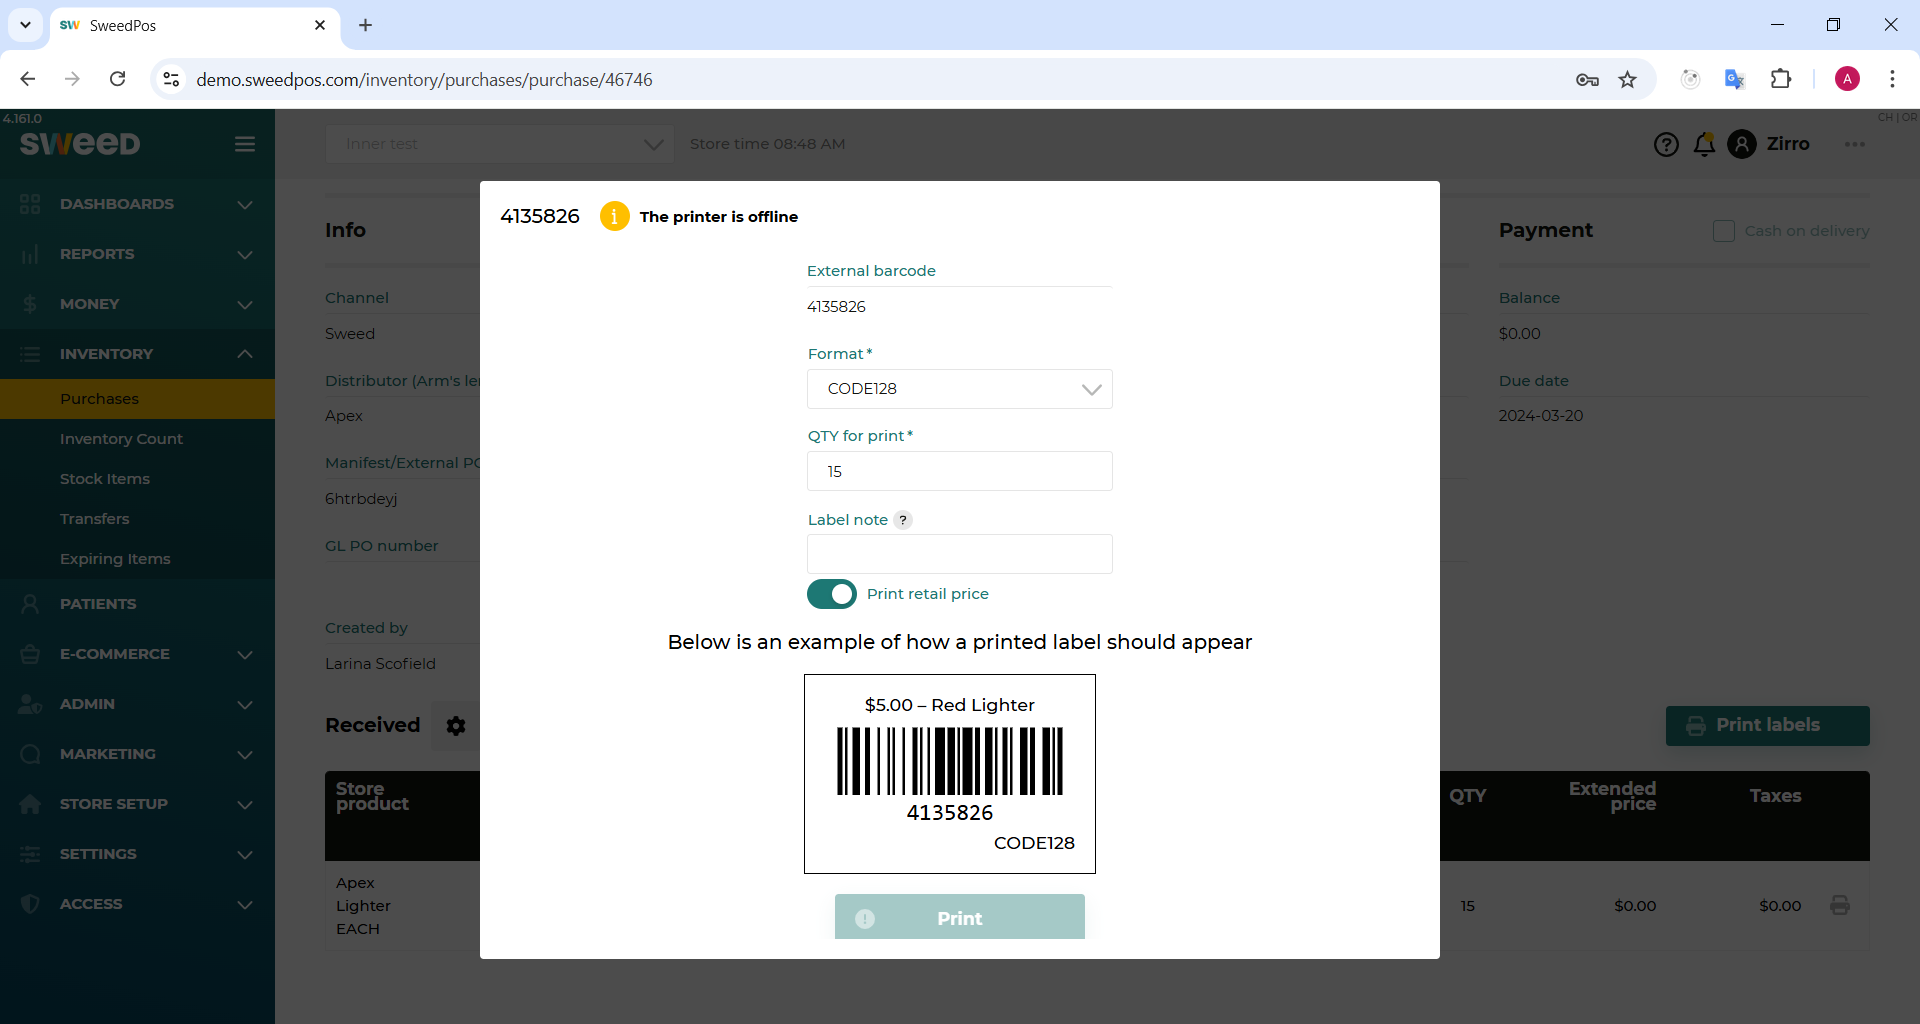 SW SweedPos
demo.sweedpos.com/inventory/purchases/purchase/46746
A
4.161.0
SWEED
Inner test
Store time 08:48 AM
Zirro
CH | OR
DASHBOARDS
REPORTS
MONEY
INVENTORY
Purchases
Inventory Count
Stock Items
Transfers
Expiring Items
PATIENTS
E-COMMERCE
ADMIN
MARKETING
STORE SETUP
SETTINGS
ACCESS
Info
Channel
Sweed
Distributor (Arm's le
Apex
Manifest/External PO
6htrbdeyj
GL PO number
Created by
Larina Scofield
Received
Store
product
Apex
Lighter
EACH
4135826
The printer is offline
External barcode
4135826
Format *
CODE128
QTY for print *
15
Label note ?
Print retail price
Below is an example of how a printed label should appear
$5.00 – Red Lighter
4135826
CODE128
Print
Payment
Cash on delivery
Balance
$0.00
Due date
2024-03-20
Print labels
QTY
Extended
price
Taxes
15
$0.00
$0.00